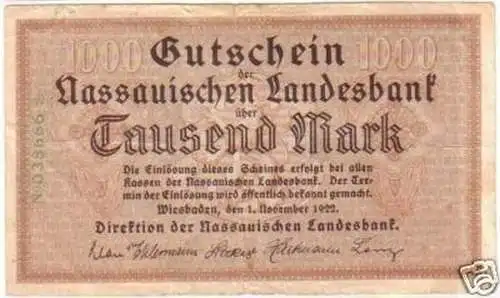 1000 Gutschein 1000
der
Nassauischen Landesbank
über
Tausend Mark
Die Einlösung dieses Scheines erfolgt bei allen
Kassen der Nassauischen Landesbank. Der Ter-
min der Einlösung wird öffentlich bekannt gemacht.
Wiesbaden, den 1. November 1922.
Direktion der Nassauischen Landesbank.